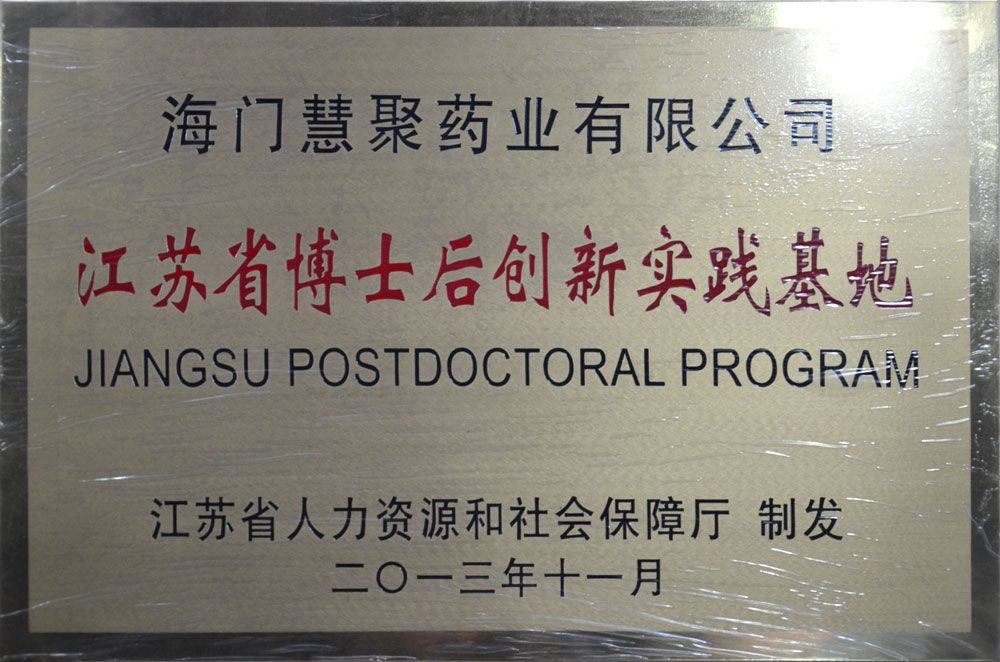 海门慧聚药业有限公司
江苏省博士后创新实践基地
JIANGSU POSTDOCTORAL PROGRAM
江苏省人力资源和社会保障厅 制发
二〇一三年十一月